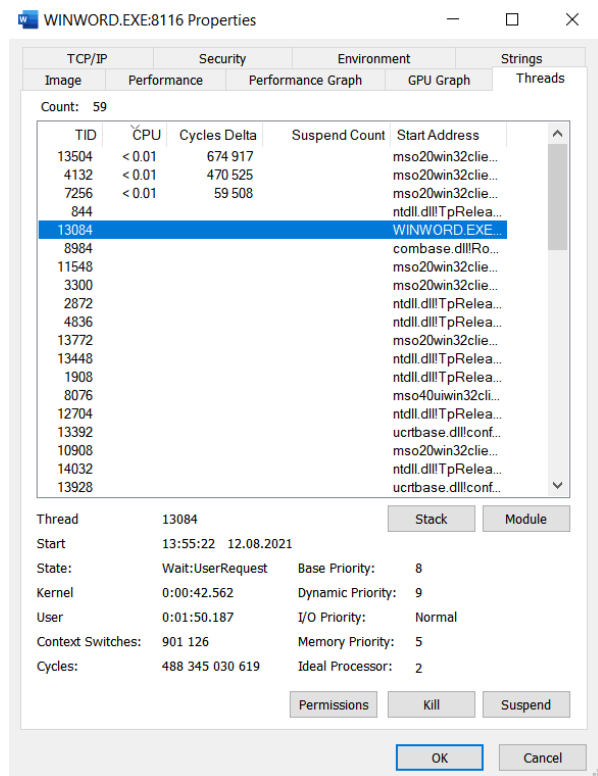 WINWORD.EXE:8116 Properties
TCP/IP Security Environment Strings
Image Performance Performance Graph GPU Graph Threads
Count: 59
TID CPU Cycles Delta Suspend Count Start Address
13504 < 0.01 674 917 mso20win32clie...
4132 < 0.01 470 525 mso20win32clie...
7256 < 0.01 59 508 mso20win32clie...
844 ntdll.dll!TpRelea...
13084 WINWORD.EXE...
8984 combase.dll!Ro...
11548 mso20win32clie...
3300 mso20win32clie...
2872 ntdll.dll!TpRelea...
4836 ntdll.dll!TpRelea...
13772 mso20win32clie...
13448 ntdll.dll!TpRelea...
1908 ntdll.dll!TpRelea...
8076 mso40uiwin32cli...
12704 ntdll.dll!TpRelea...
13392 ucrtbase.dll!conf...
10908 mso20win32clie...
14032 ntdll.dll!TpRelea...
13928 ucrtbase.dll!conf...
Thread 13084 Stack Module
Start 13:55:22 12.08.2021
State: Wait:UserRequest Base Priority: 8
Kernel 0:00:42.562 Dynamic Priority: 9
User 0:01:50.187 I/O Priority: Normal
Context Switches: 901 126 Memory Priority: 5
Cycles: 488 345 030 619 Ideal Processor: 2
Permissions Kill Suspend
OK Cancel